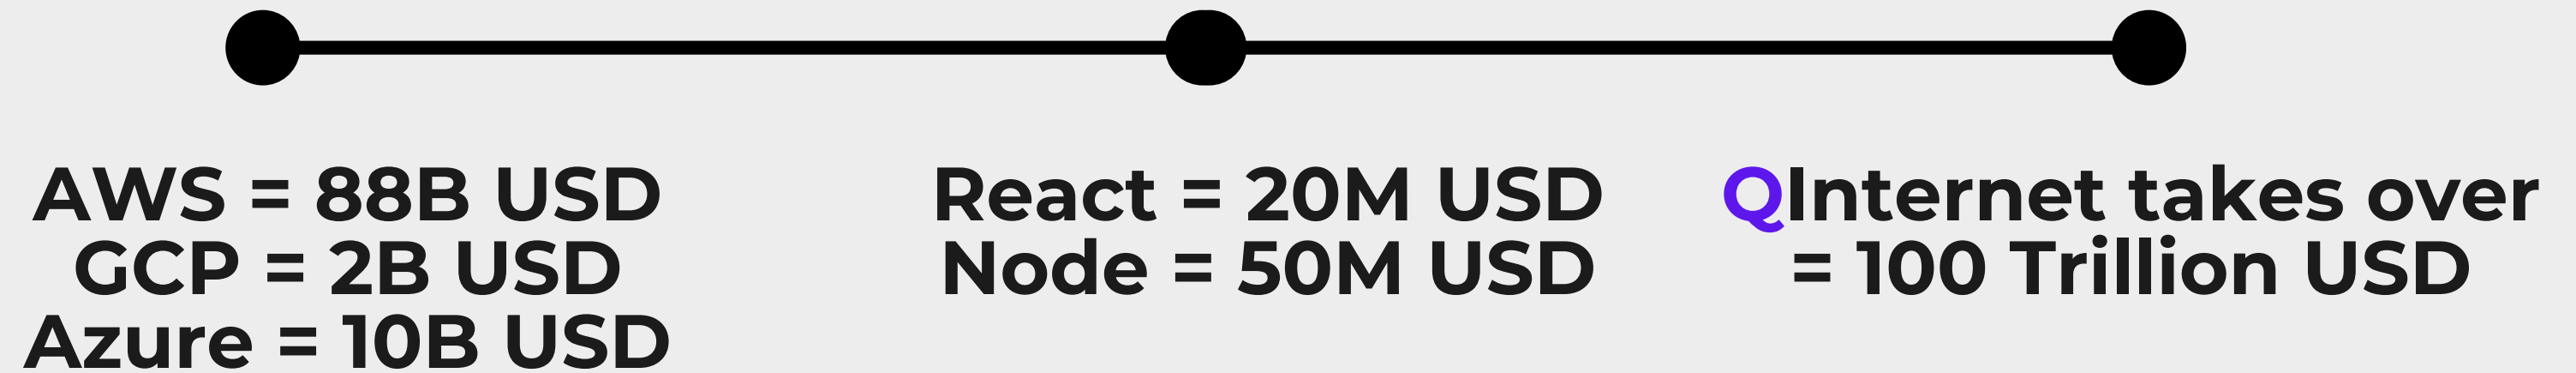 AWS = 88B USD
GCP = 2B USD
Azure = 10B USD
React = 20M USD
Node = 50M USD
QInternet takes over
= 100 Trillion USD